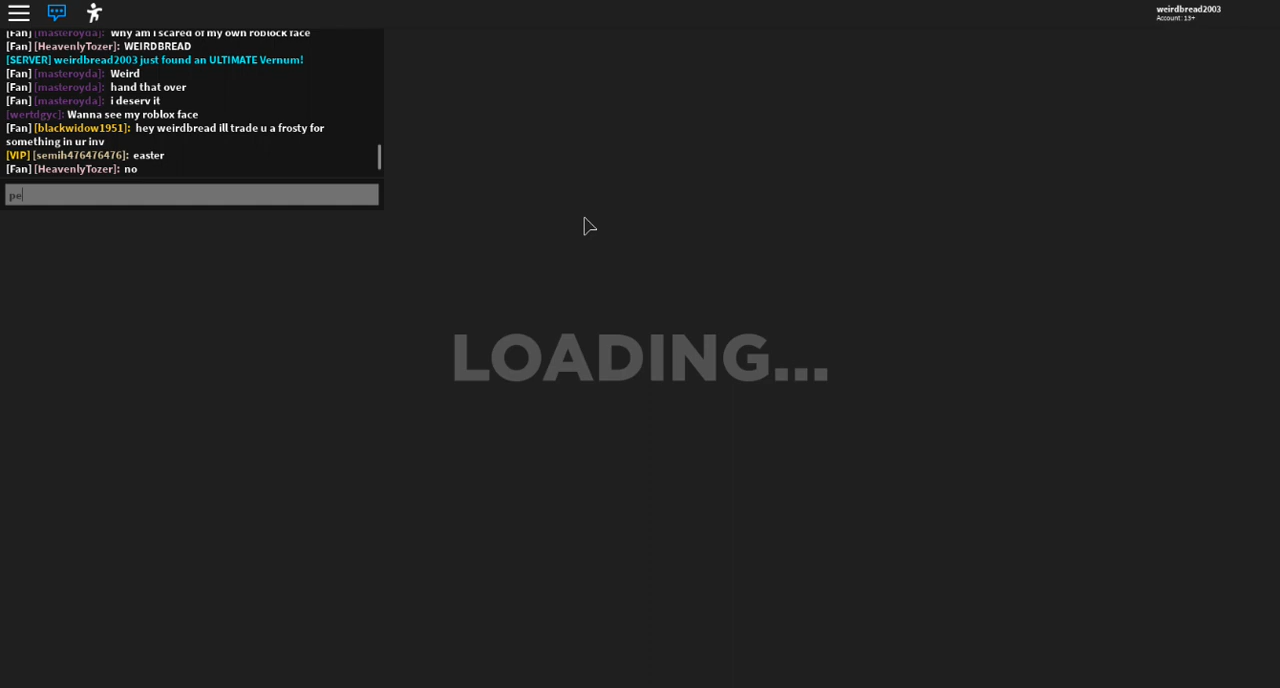 weirdbread2003
Account: 13+
[Fan] [masteroyda]: Why am i scared of my own roblock face
[Fan] [HeavenlyTozer]: WEIRDBREAD
[SERVER] weirdbread2003 just found an ULTIMATE Vernum!
[Fan] [masteroyda]: Weird
[Fan] [masteroyda]: hand that over
[Fan] [masteroyda]: i deserv it
[wertdgyc]: Wanna see my roblox face
[Fan] [blackwidow1951]: hey weirdbread ill trade u a frosty for
something in ur inv
[VIP] [semih476476476]: easter
[Fan] [HeavenlyTozer]: no
pe
LOADING...